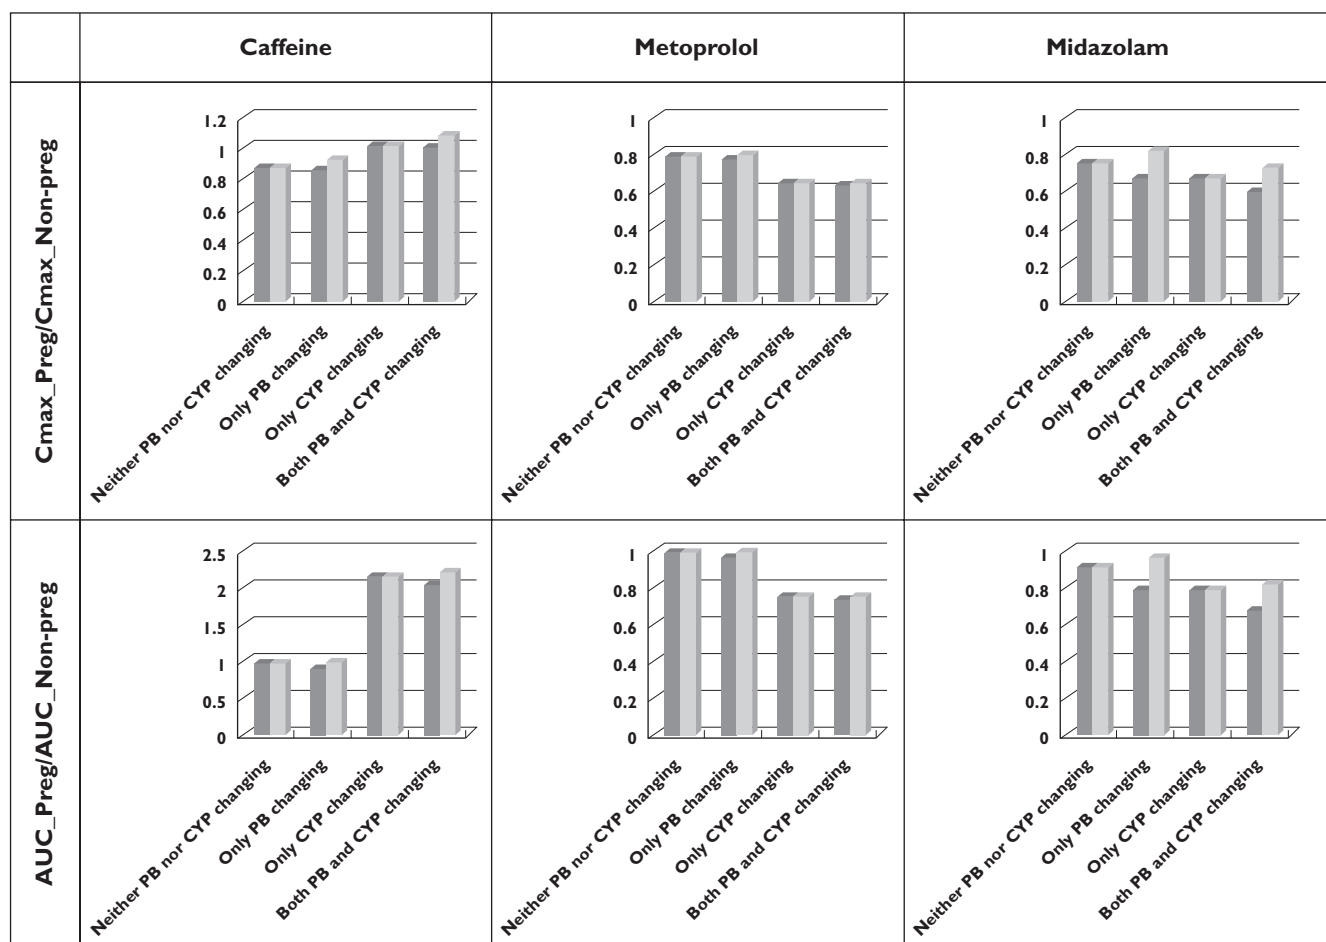 Caffeine
Metoprolol
Midazolam
Cmax_Preg/Cmax_Non-preg
1.2
1
0.8
0.6
0.4
0.2
0
Neither PB nor CYP changing
Only PB changing
Only CYP changing
Both PB and CYP changing
1
0.8
0.6
0.4
0.2
0
Neither PB nor CYP changing
Only PB changing
Only CYP changing
Both PB and CYP changing
1
0.8
0.6
0.4
0.2
0
Neither PB nor CYP changing
Only PB changing
Only CYP changing
Both PB and CYP changing
AUC_Preg/AUC_Non-preg
2.5
2
1.5
1
0.5
0
Neither PB nor CYP changing
Only PB changing
Only CYP changing
Both PB and CYP changing
1
0.8
0.6
0.4
0.2
0
Neither PB nor CYP changing
Only PB changing
Only CYP changing
Both PB and CYP changing
1
0.8
0.6
0.4
0.2
0
Neither PB nor CYP changing
Only PB changing
Only CYP changing
Both PB and CYP changing